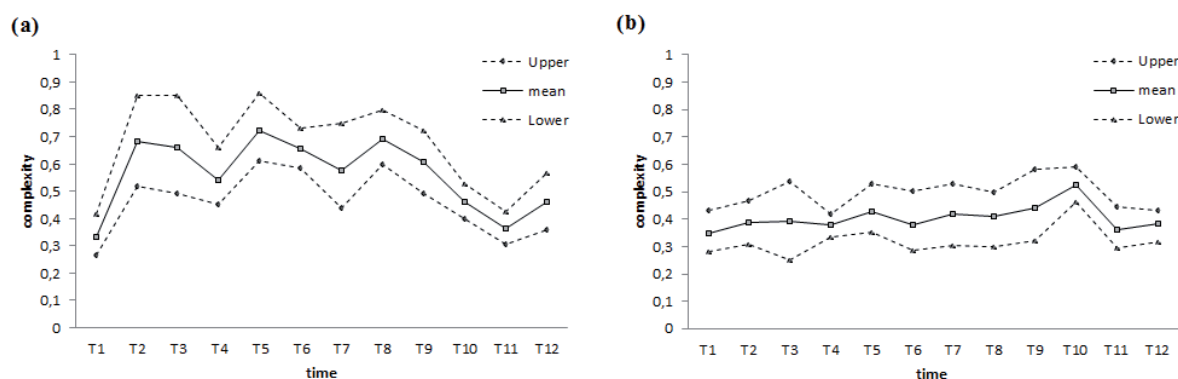 (a)
complexity
1
0,9
0,8
0,7
0,6
0,5
0,4
0,3
0,2
0,1
0
T1 T2 T3 T4 T5 T6 T7 T8 T9 T10 T11 T12
time
Upper
mean
Lower
(b)
complexity
1
0,9
0,8
0,7
0,6
0,5
0,4
0,3
0,2
0,1
0
T1 T2 T3 T4 T5 T6 T7 T8 T9 T10 T11 T12
time
Upper
mean
Lower